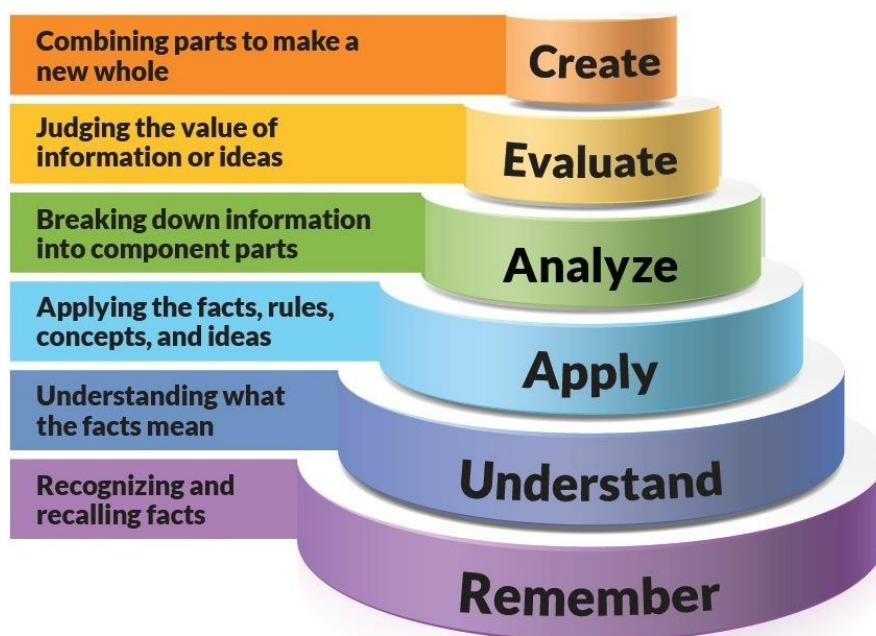 Combining parts to make a
new whole
Create
Judging the value of
information or ideas
Evaluate
Breaking down information
into component parts
Analyze
Applying the facts, rules,
concepts, and ideas
Apply
Understanding what
the facts mean
Understand
Recognizing and
recalling facts
Remember